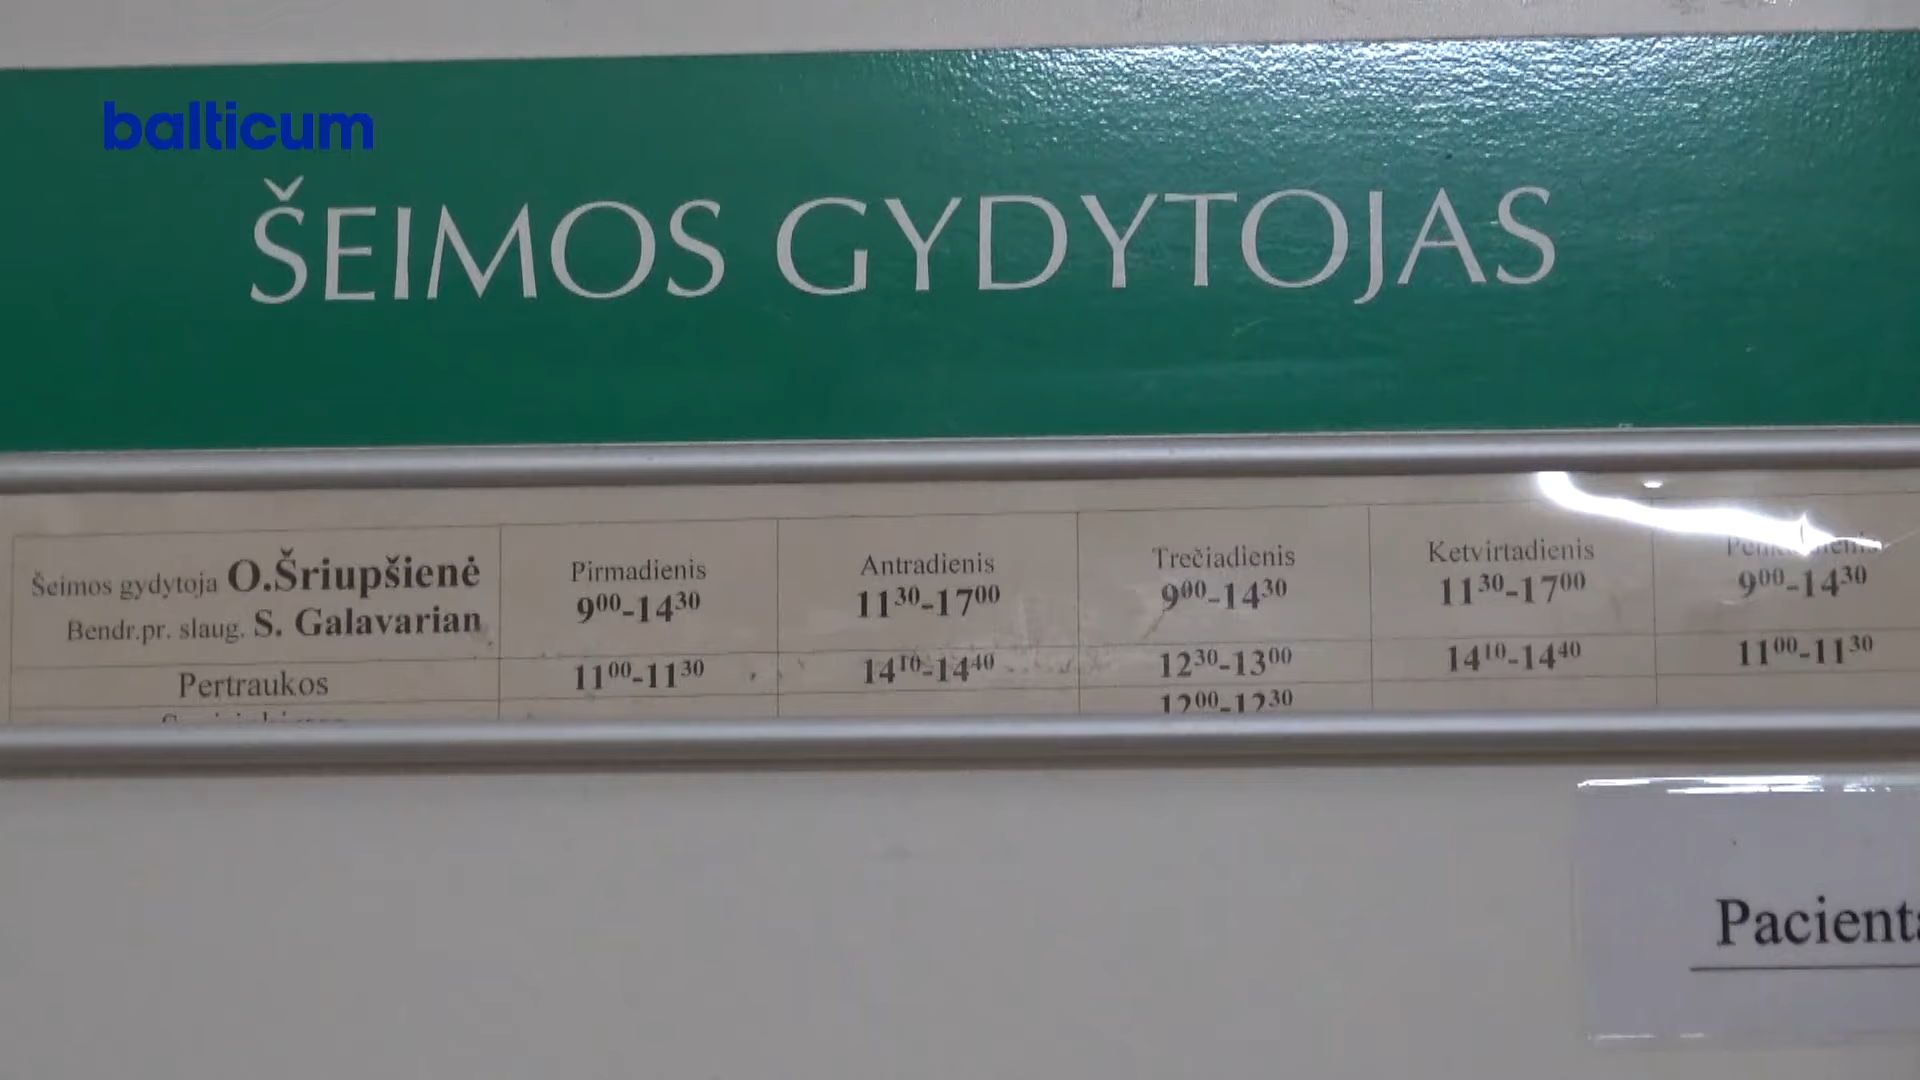 balticum
ŠEIMOS GYDYTOJAS
Šeimos gydytoja O.Šriupšienė
Bendr.pr. slaug. S. Galavarian
Pirmadienis
9⁰⁰-14³⁰
Antradienis
11³⁰-17⁰⁰
Trečiadienis
9⁰⁰-14³⁰
Ketvirtadienis
11³⁰-17⁰⁰
9⁰⁰-14³⁰
Pertraukos
11⁰⁰-11³⁰
14¹⁰-14⁴⁰
12³⁰-13⁰⁰
14¹⁰-14⁴⁰
11⁰⁰-11³⁰
12⁰⁰-12³⁰